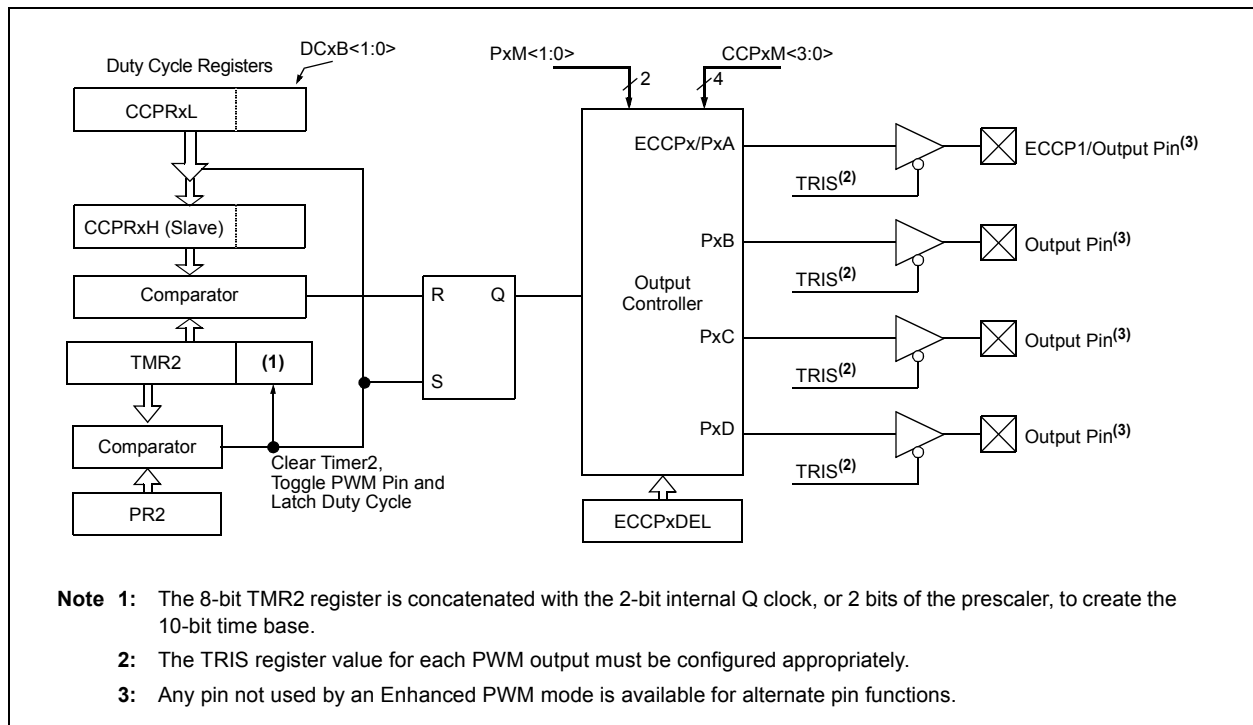 DCxB<1:0>
Duty Cycle Registers
CCPRxL
CCPRxH (Slave)
Comparator
TMR2
(1)
Comparator
PR2
Clear Timer2,
Toggle PWM Pin and
Latch Duty Cycle
R
Q
S
PxM<1:0>
2
CCPxM<3:0>
4
ECCPx/PxA
PxB
Output
Controller
PxC
PxD
ECCPxDEL
TRIS(2)
ECCP1/Output Pin(3)
TRIS(2)
Output Pin(3)
TRIS(2)
Output Pin(3)
TRIS(2)
Output Pin(3)
Note 1: The 8-bit TMR2 register is concatenated with the 2-bit internal Q clock, or 2 bits of the prescaler, to create the
10-bit time base.
2: The TRIS register value for each PWM output must be configured appropriately.
3: Any pin not used by an Enhanced PWM mode is available for alternate pin functions.